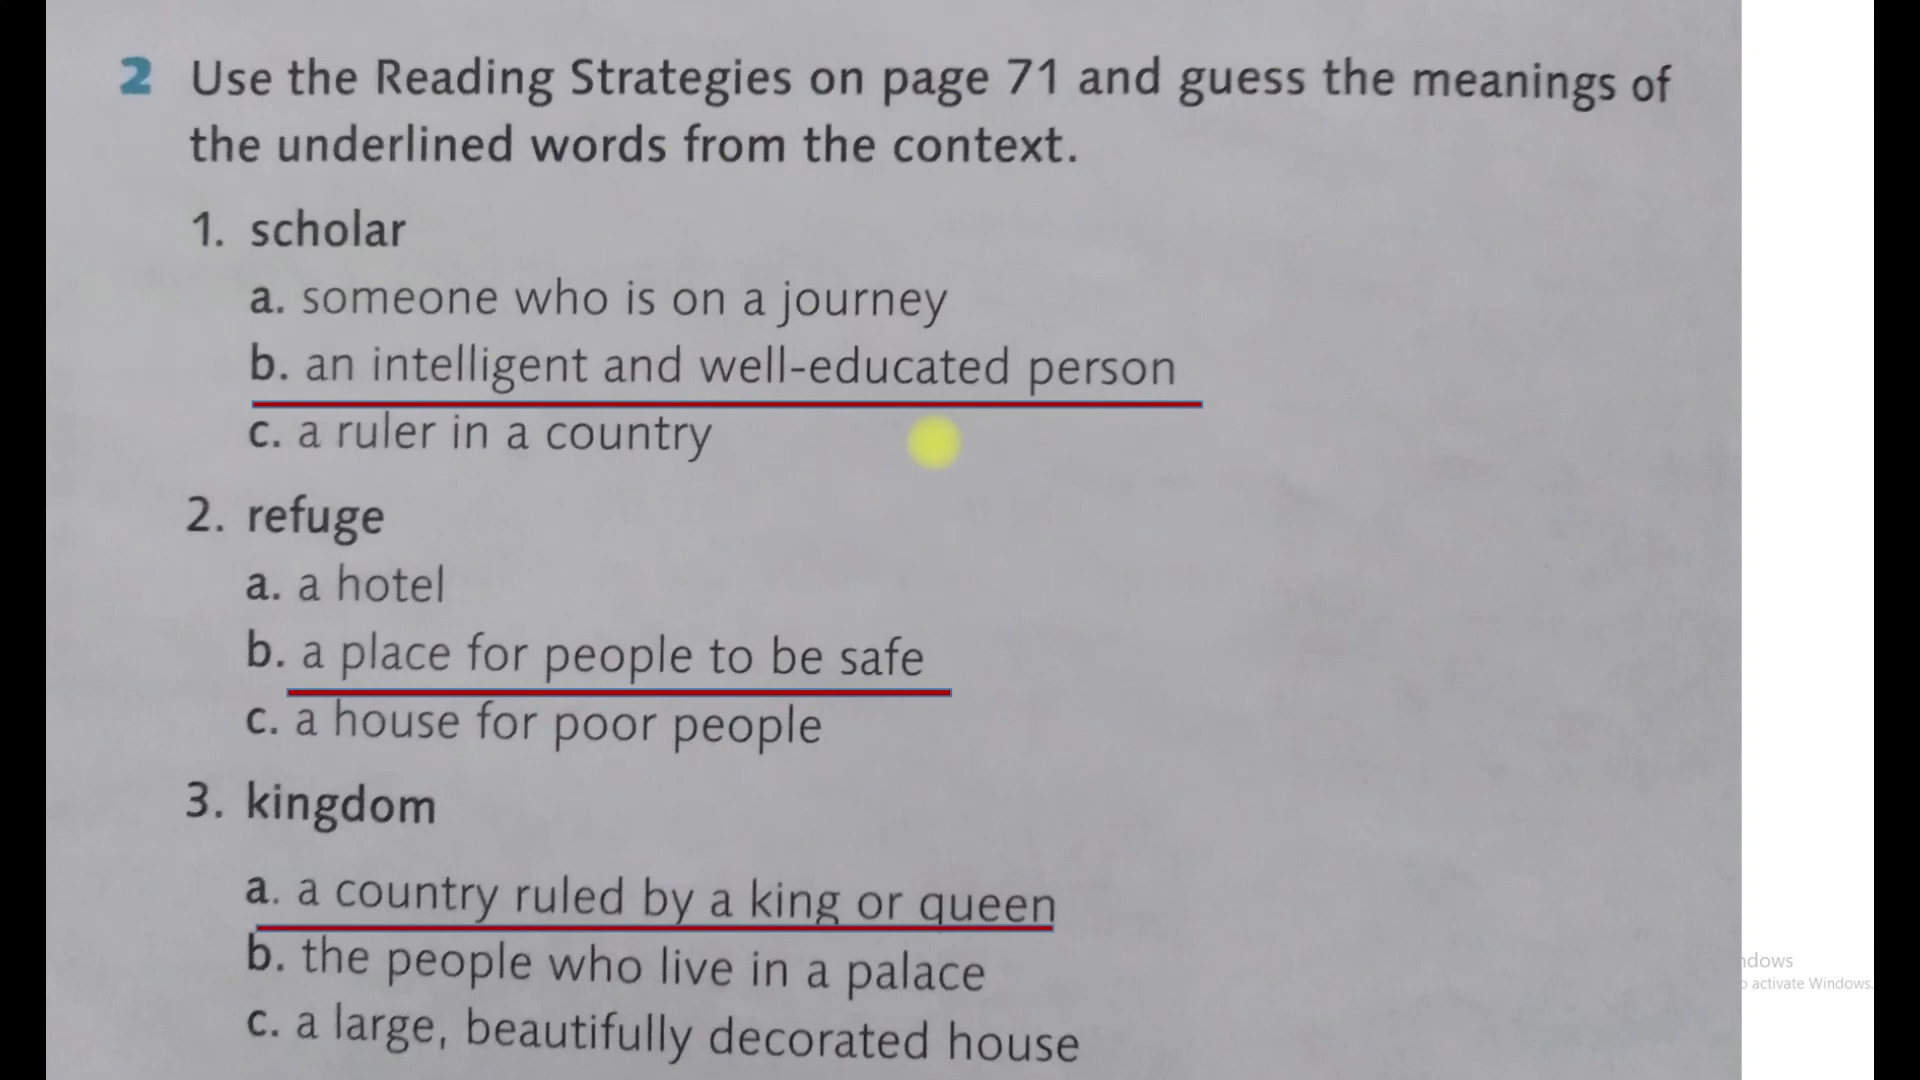 2 Use the Reading Strategies on page 71 and guess the meanings of
the underlined words from the context.
1. scholar
a. someone who is on a journey
b. an intelligent and well-educated person
c. a ruler in a country
2. refuge
a. a hotel
b. a place for people to be safe
c. a house for poor people
3. kingdom
a. a country ruled by a king or queen
b. the people who live in a palace
c. a large, beautifully decorated house
activate Windows.